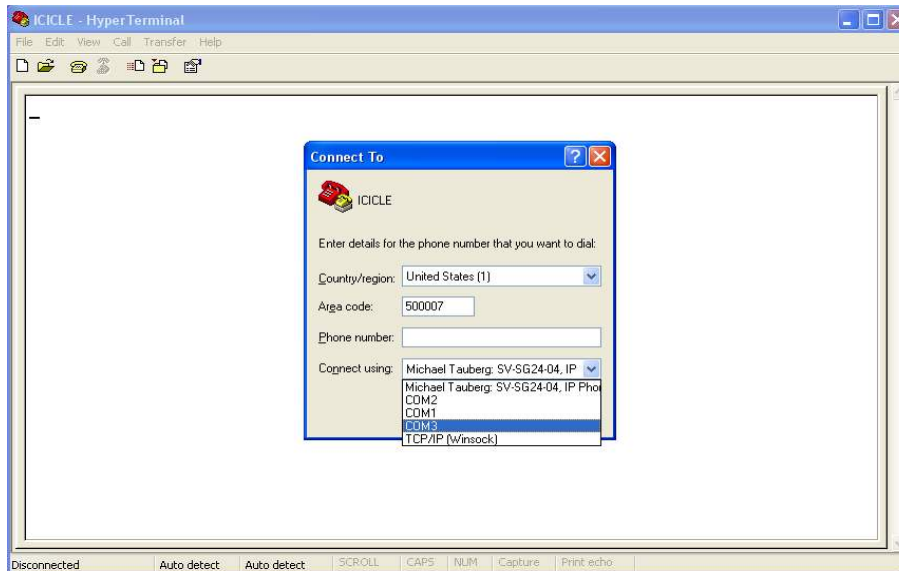 ICICLE - HyperTerminal
File Edit View Call Transfer Help
Connect To
ICICLE
Enter details for the phone number that you want to dial:
Country/region: United States (1)
Area code: 500007
Phone number:
Connect using: Michael Tauberg: SV-SG24-04, IP
Michael Tauberg: SV-SG24-04, IP Phon
COM2
COM1
COM3
TCP/IP (Winsock)
Disconnected Auto detect Auto detect SCROLL CAPS NUM Capture Print echo